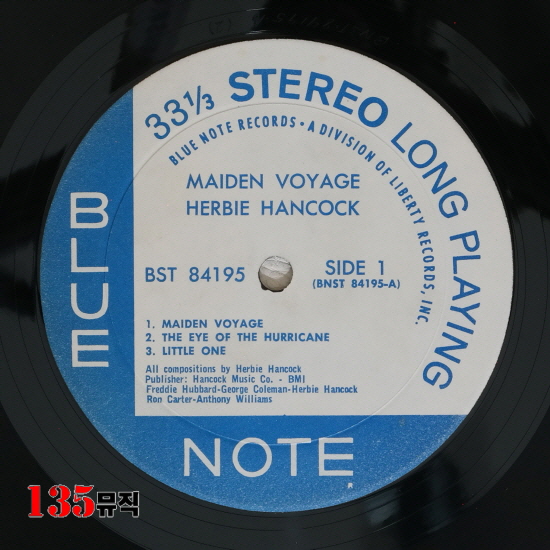 33⅓ STEREO LONG PLAYING
BLUE NOTE RECORDS • A DIVISION OF LIBERTY RECORDS, INC.
MAIDEN VOYAGE
HERBIE HANCOCK
BST 84195
SIDE 1
(BNST 84195-A)
1. MAIDEN VOYAGE
2. THE EYE OF THE HURRICANE
3. LITTLE ONE
All compositions by Herbie Hancock
Publisher: Hancock Music Co. - BMI
Freddie Hubbard-George Coleman-Herbie Hancock
Ron Carter-Anthony Williams
BLUE
NOTE
135뮤직